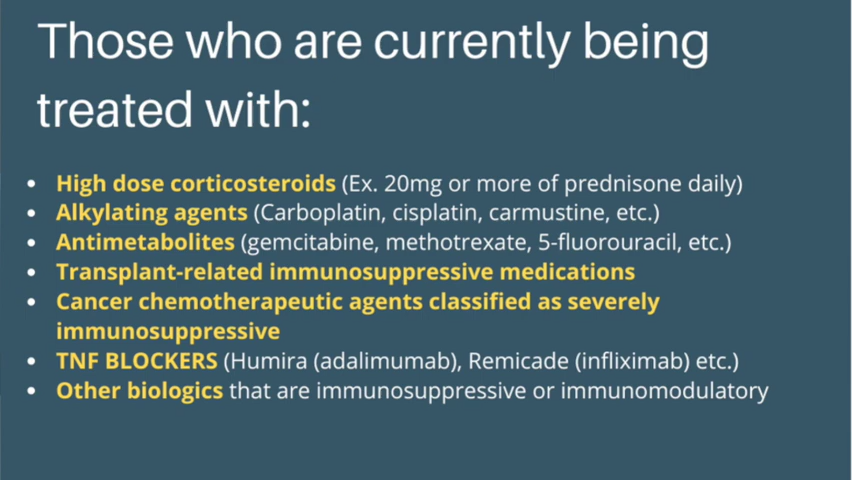 Those who are currently being
treated with:
• High dose corticosteroids (Ex. 20mg or more of prednisone daily)
• Alkylating agents (Carboplatin, cisplatin, carmustine, etc.)
• Antimetabolites (gemcitabine, methotrexate, 5-fluorouracil, etc.)
• Transplant-related immunosuppressive medications
• Cancer chemotherapeutic agents classified as severely
immunosuppressive
• TNF BLOCKERS (Humira (adalimumab), Remicade (infliximab) etc.)
• Other biologics that are immunosuppressive or immunomodulatory